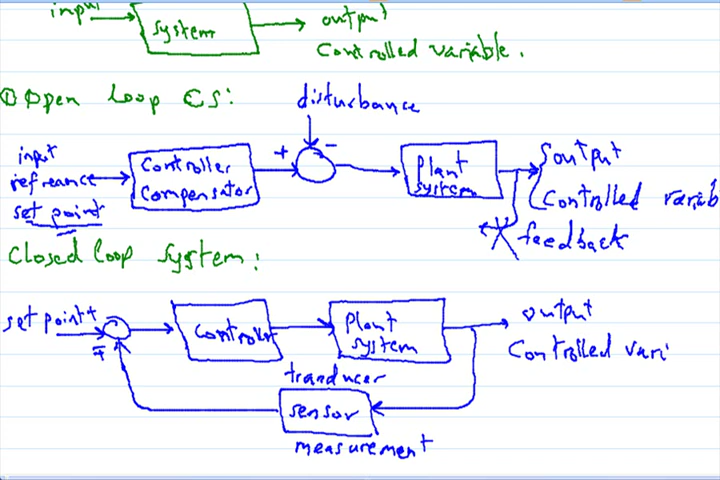 input
system
output
Controlled variable.
① Open Loop CS:
disturbance
+ -
input
refreance
set point
Controller
Compensator
Plant
system
output
Controlled variab
feedback
Closed loop system:
set point +
∓
Controller
Plant
system
output
Controlled vari
tranducer
sensor
measurement